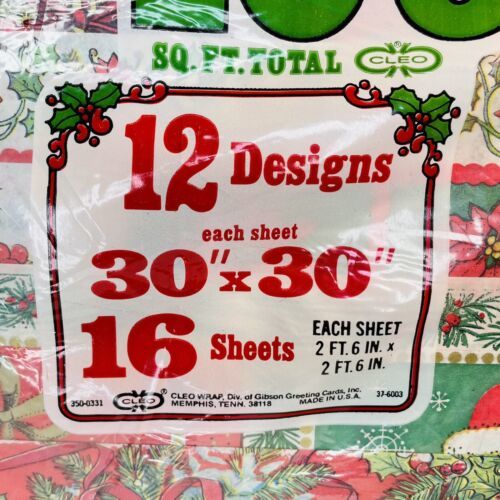 SQ. FT. TOTAL CLEO
12 Designs
each sheet
30" x 30"
16 Sheets
EACH SHEET
2 FT. 6 IN. x
2 FT. 6 IN.
350-0331 CLEO CLEO WRAP, Div. of Gibson Greeting Cards, Inc. 37-6003
MEMPHIS, TENN. 38118 MADE IN U.S.A.